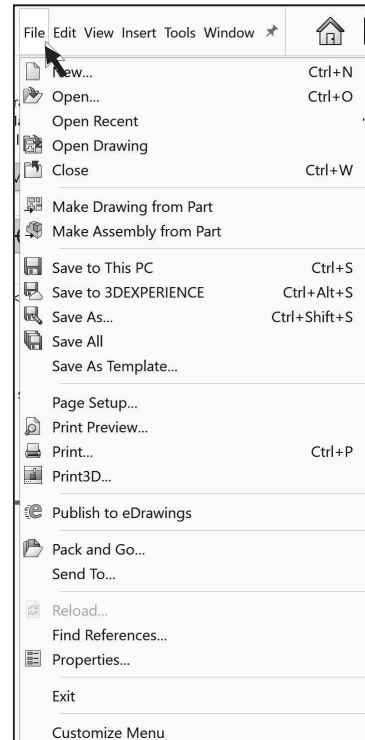 File Edit View Insert Tools Window
New... Ctrl+N
Open... Ctrl+O
Open Recent
Open Drawing
Close Ctrl+W
Make Drawing from Part
Make Assembly from Part
Save to This PC Ctrl+S
Save to 3DEXPERIENCE Ctrl+Alt+S
Save As... Ctrl+Shift+S
Save All
Save As Template...
Page Setup...
Print Preview...
Print... Ctrl+P
Print3D...
Publish to eDrawings
Pack and Go...
Send To...
Reload...
Find References...
Properties...
Exit
Customize Menu